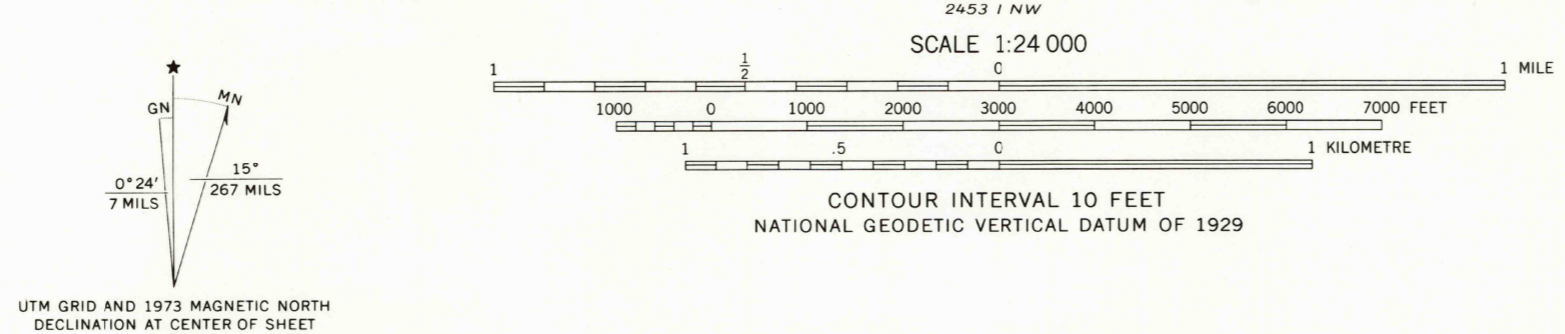 2453 I NW
SCALE 1:24 000
1 1/2 0 1 MILE
1000 0 1000 2000 3000 4000 5000 6000 7000 FEET
1 .5 0 1 KILOMETRE
CONTOUR INTERVAL 10 FEET
NATIONAL GEODETIC VERTICAL DATUM OF 1929
★
GN MN
0°24′ 15°
7 MILS 267 MILS
UTM GRID AND 1973 MAGNETIC NORTH
DECLINATION AT CENTER OF SHEET